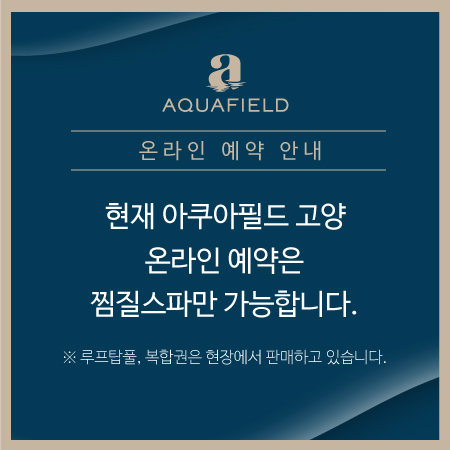 a
AQUAFIELD
온라인 예약 안내
현재 아쿠아필드 고양
온라인 예약은
찜질스파만 가능합니다.
※ 루프탑풀, 복합권은 현장에서 판매하고 있습니다.